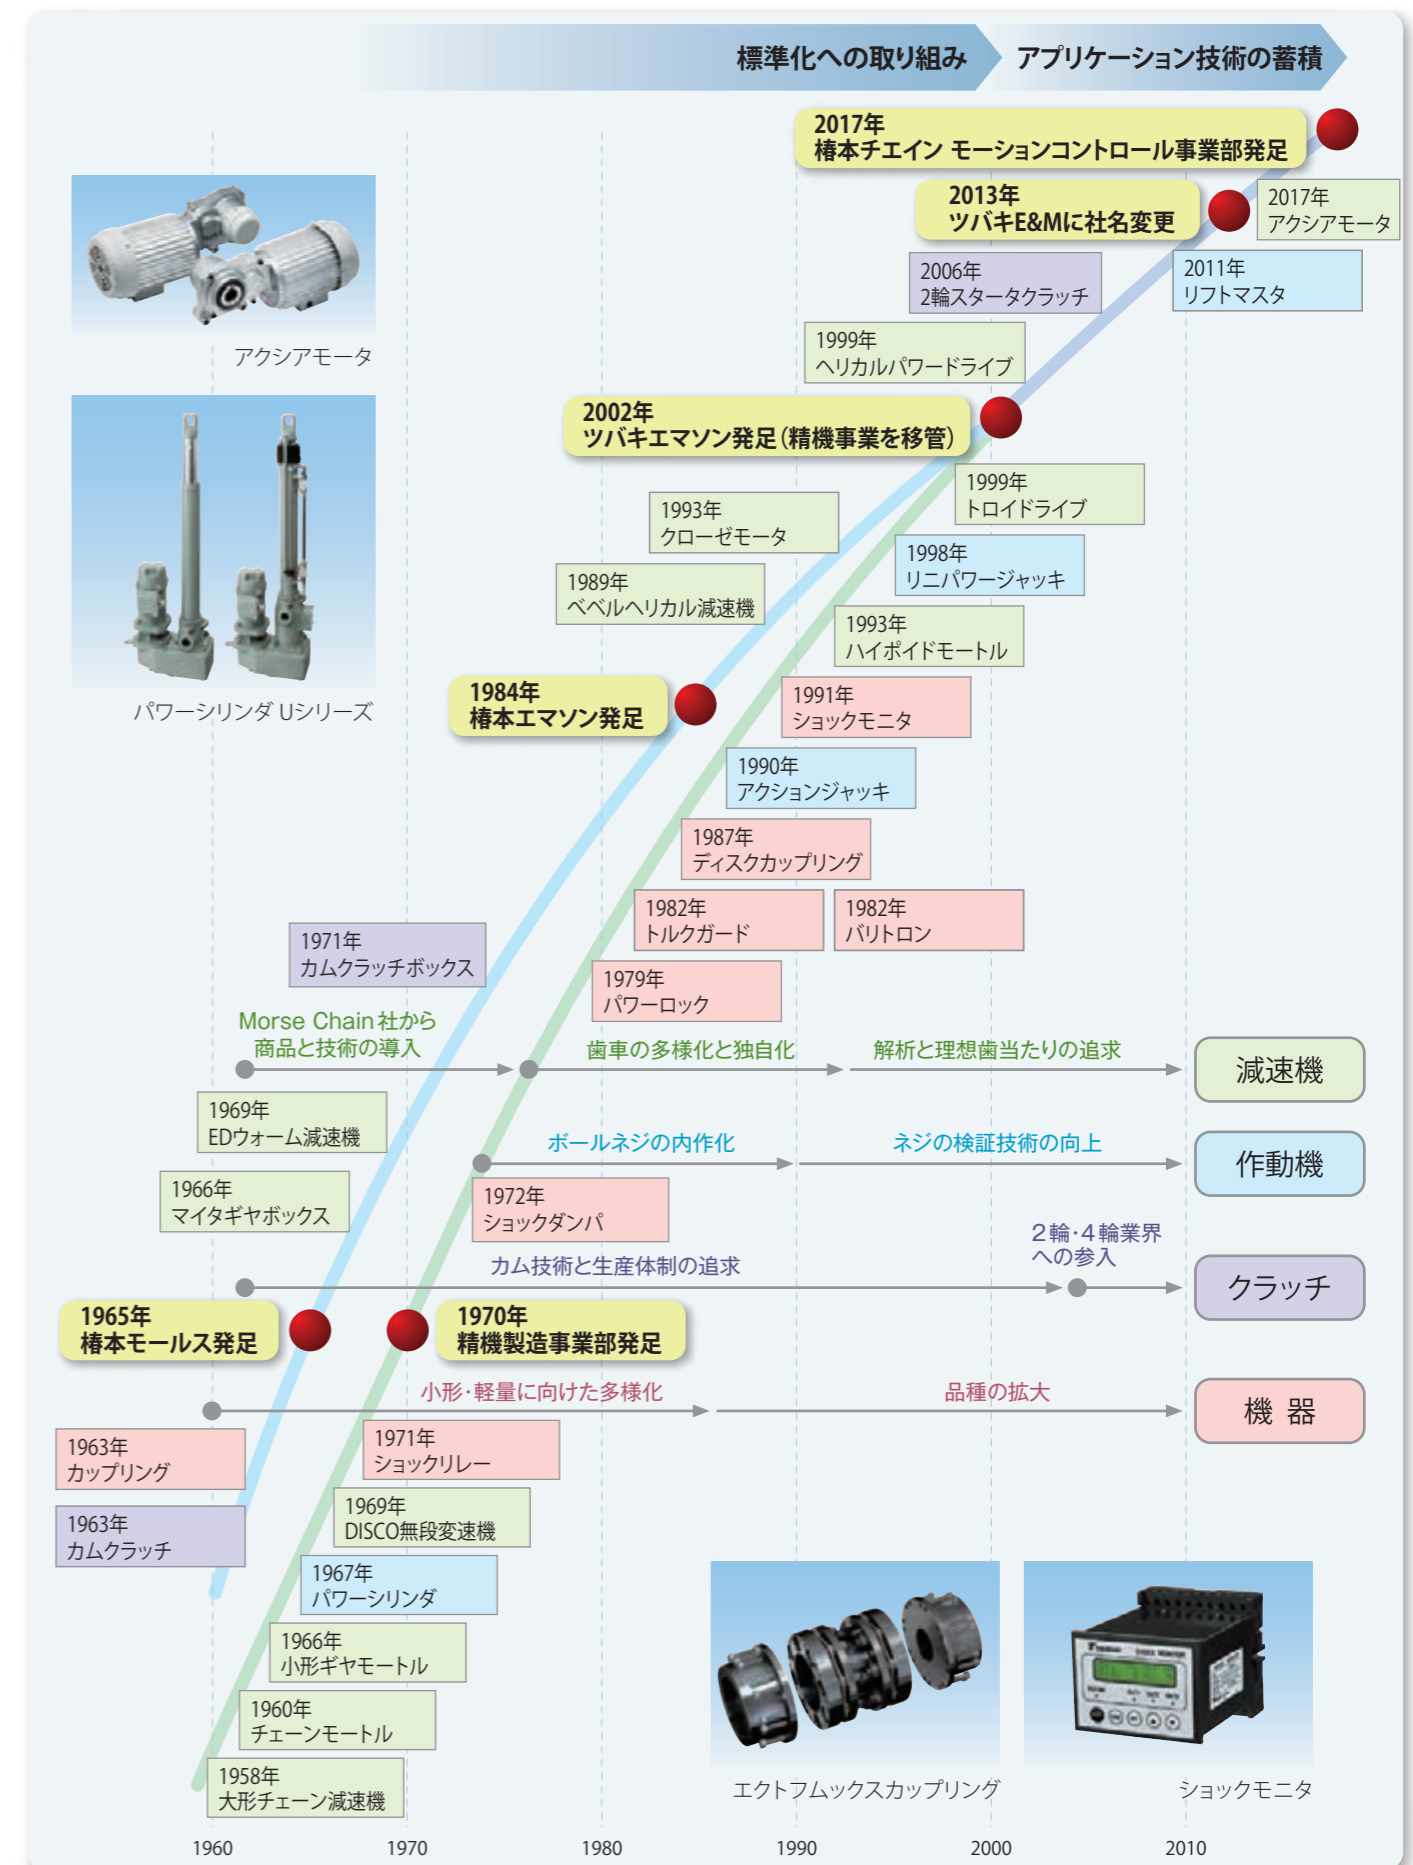 標準化への取り組み
アプリケーション技術の蓄積
2017年
椿本チエイン モーションコントロール事業部発足
2013年
ツバキE&Mに社名変更
2017年
アクシアモータ
2006年
2輪スタータクラッチ
2011年
リフトマスタ
1999年
ヘリカルパワードライブ
アクシアモータ
2002年
ツバキエマソン発足(精機事業を移管)
1999年
トロイドライブ
1993年
クローゼモータ
1998年
リニパワージャッキ
1989年
ベベルヘリカル減速機
1993年
ハイポイドモートル
パワーシリンダ Uシリーズ
1984年
椿本エマソン発足
1991年
ショックモニタ
1990年
アクションジャッキ
1987年
ディスクカップリング
1982年
トルクガード
1982年
バリトロン
1971年
カムクラッチボックス
1979年
パワーロック
Morse Chain社から
商品と技術の導入
歯車の多様化と独自化
解析と理想歯当たりの追求
減速機
1969年
EDウォーム減速機
ボールネジの内作化
ネジの検証技術の向上
作動機
1966年
マイタギヤボックス
1972年
ショックダンパ
カム技術と生産体制の追求
2輪・4輪業界
への参入
クラッチ
1965年
椿本モールス発足
1970年
精機製造事業部発足
小形・軽量に向けた多様化
品種の拡大
機 器
1963年
カップリング
1971年
ショックリレー
1963年
カムクラッチ
1969年
DISCO無段変速機
1967年
パワーシリンダ
1966年
小形ギヤモートル
1960年
チェーンモートル
1958年
大形チェーン減速機
エクトフムックスカップリング
SHOCK MONITOR
ショックモニタ
1960
1970
1980
1990
2000
2010